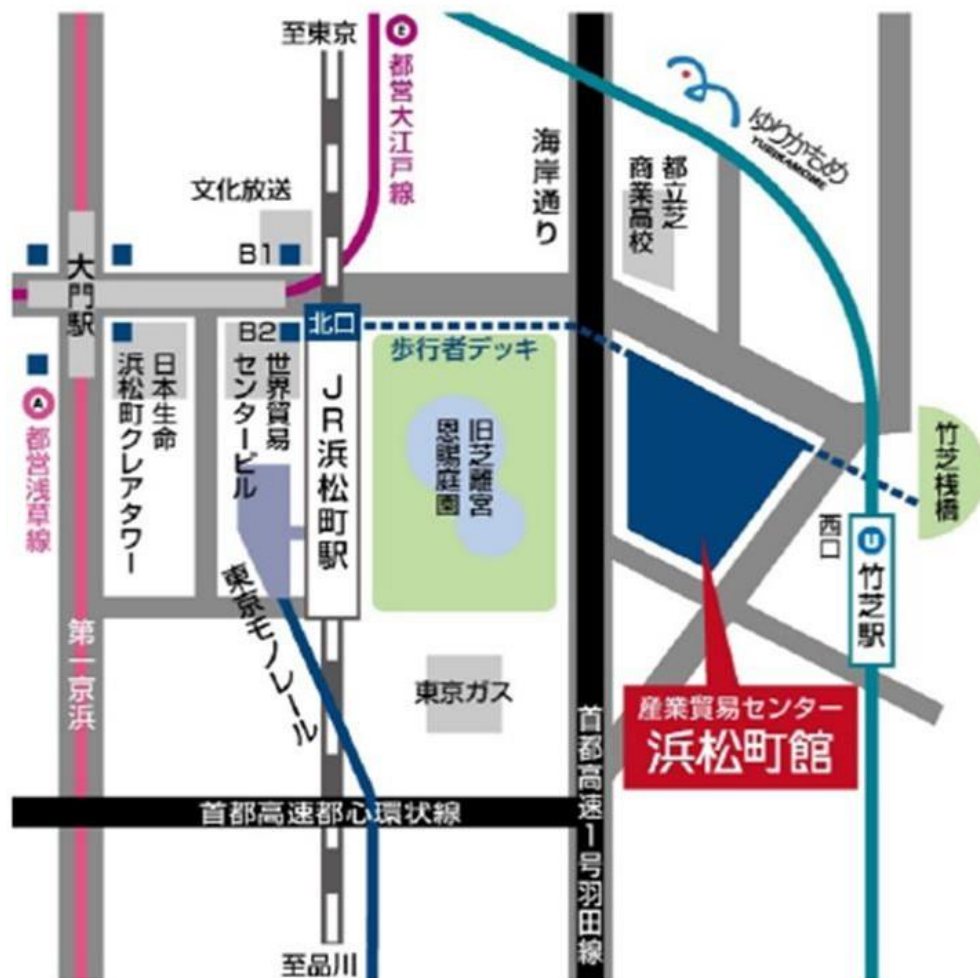 至東京
E
都営大江戸線
ゆりかもめ
YURIKAMOME
海岸通り
都立芝
商業高校
文化放送
B1
大門駅
B2
北口
歩行者デッキ
日本生命
浜松町クレアタワー
世界貿易
センタービル
JR浜松町駅
旧芝離宮
恩賜庭園
竹芝桟橋
A
都営浅草線
西口
U
竹芝駅
東京モノレール
第一京浜
東京ガス
産業貿易センター
浜松町館
首都高速都心環状線
首都高速1号羽田線
至品川